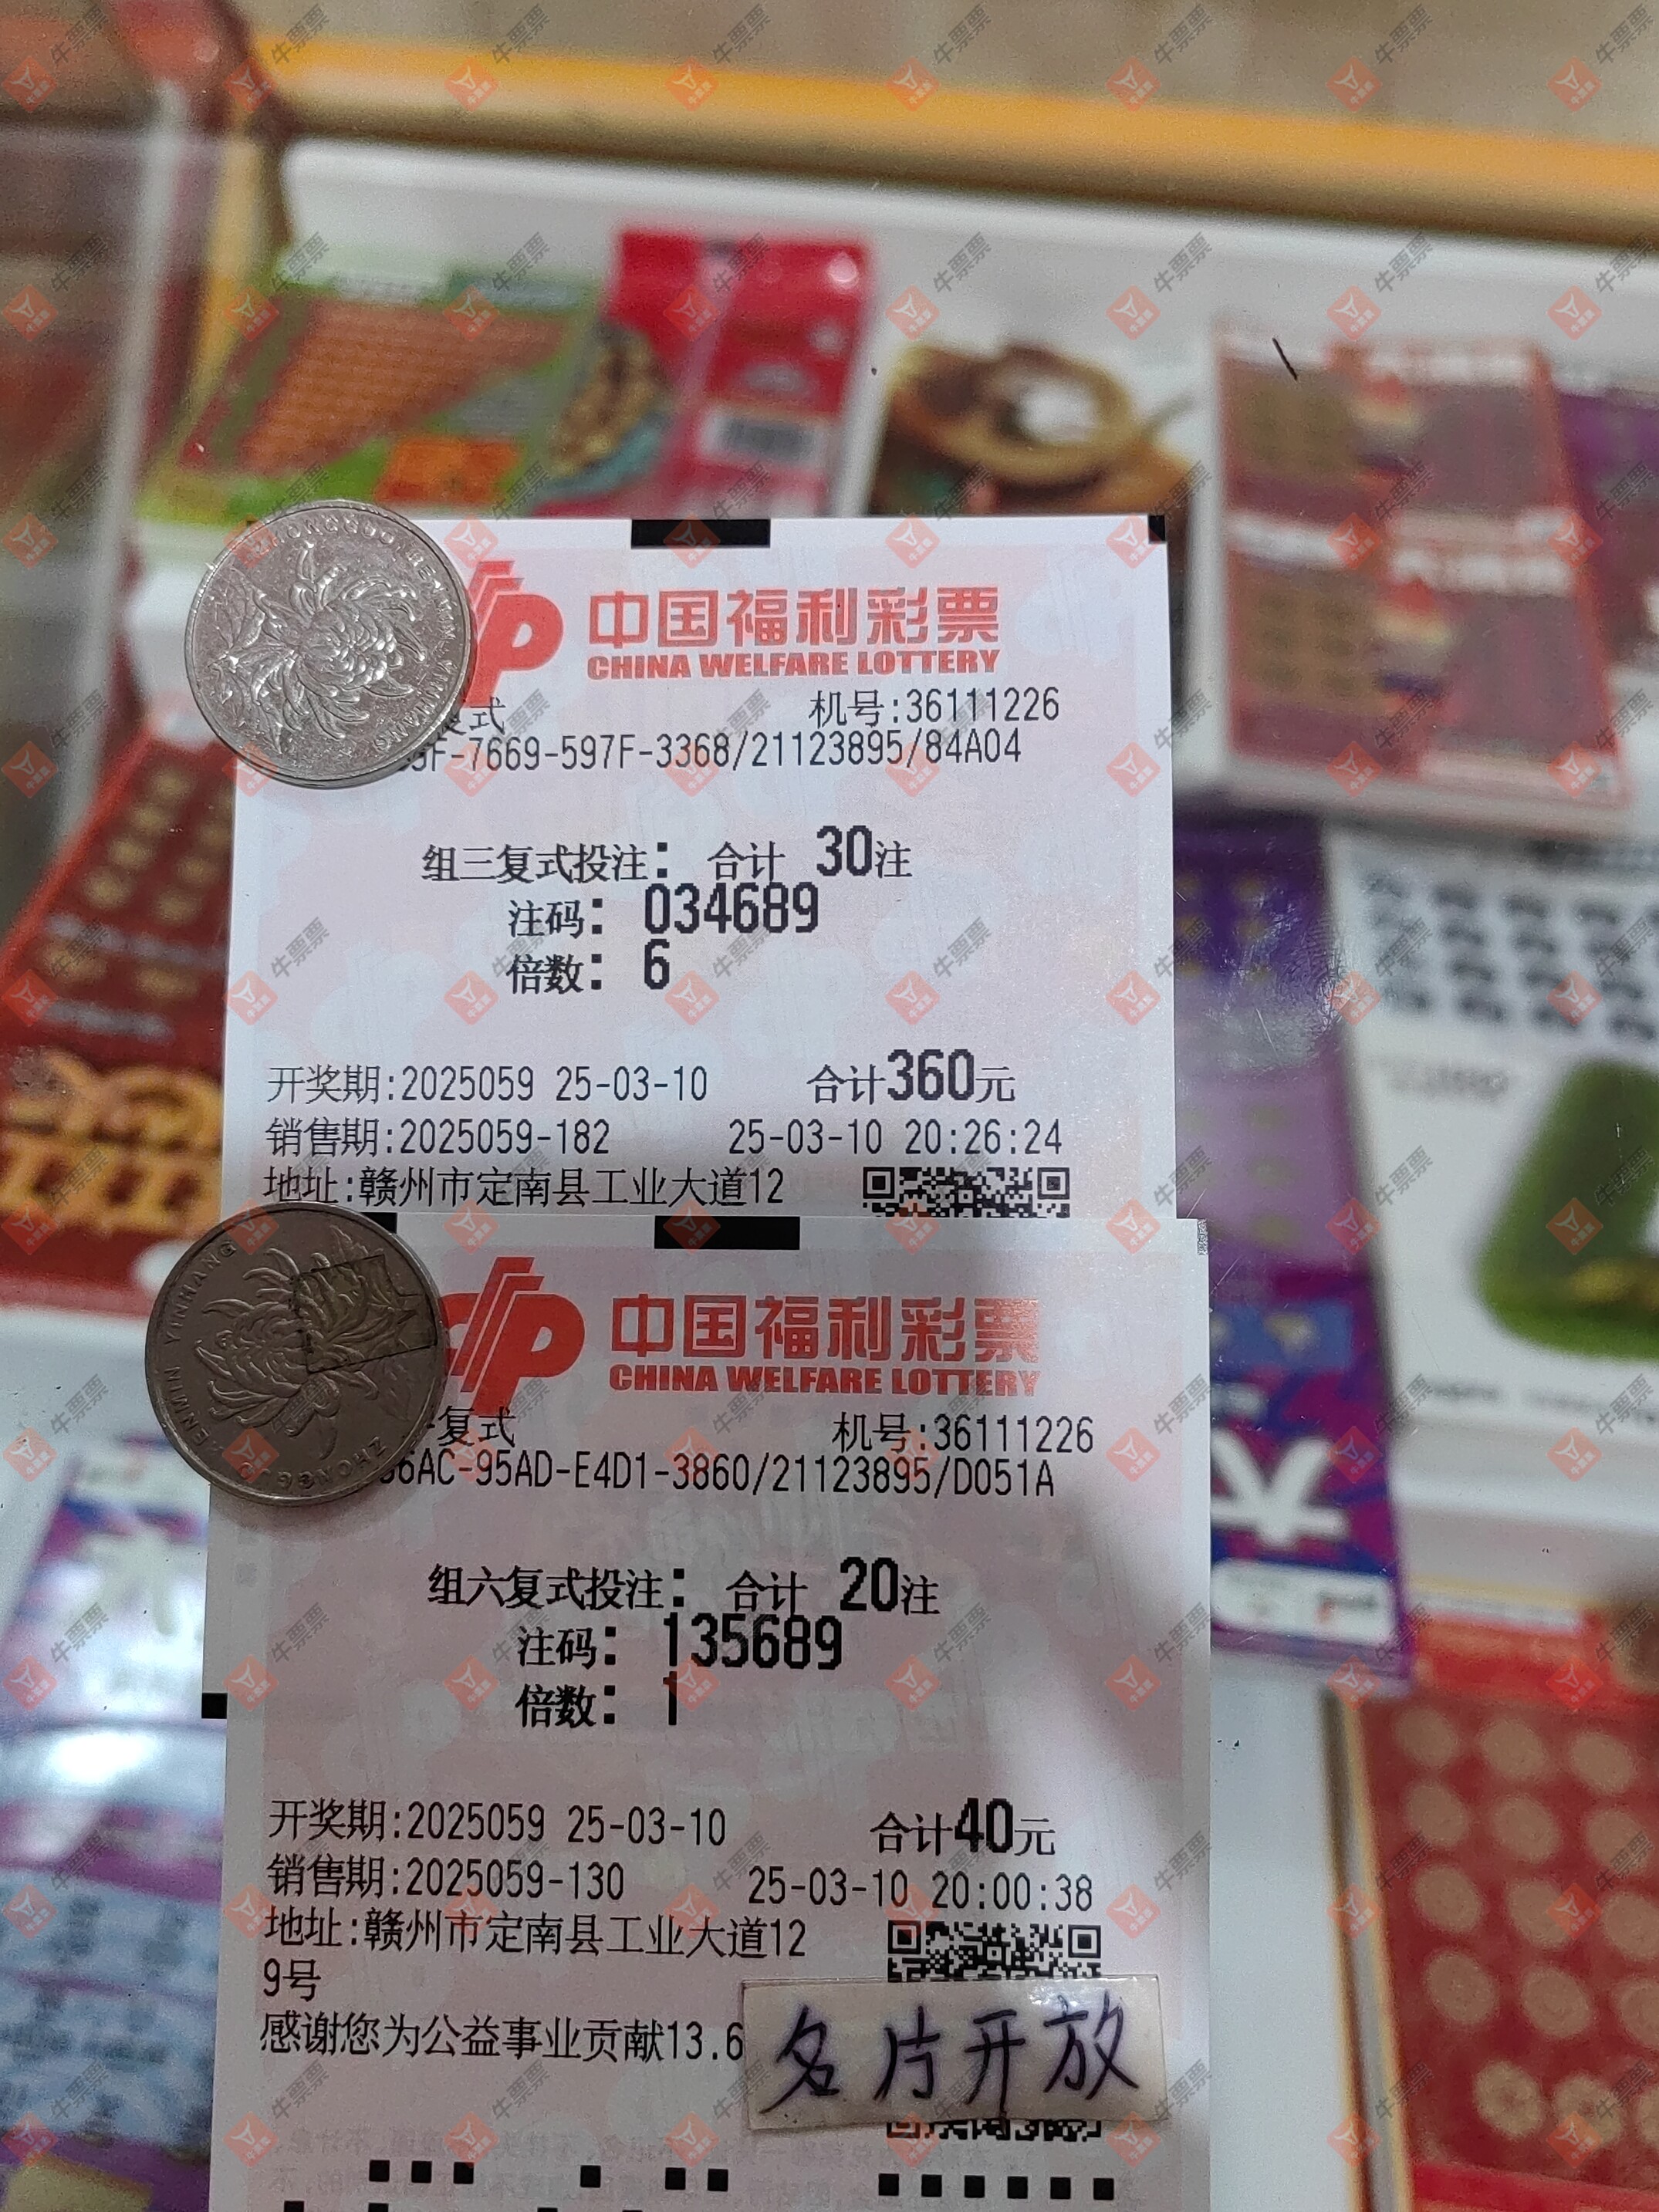 中国福利彩票
CHINA WELFARE LOTTERY
复式 机号:36111226
F-7669-597F-3368/21123895/84A04
组三复式投注: 合计 30注
注码: 034689
倍数: 6
开奖期:2025059 25-03-10 合计360元
销售期:2025059-182 25-03-10 20:26:24
地址:赣州市定南县工业大道12
中国福利彩票
CHINA WELFARE LOTTERY
复式 机号:36111226
6AC-95AD-E4D1-3860/21123895/D051A
组六复式投注: 合计 20注
注码: 135689
倍数: 1
开奖期:2025059 25-03-10 合计40元
销售期:2025059-130 25-03-10 20:00:38
地址:赣州市定南县工业大道12
9号
感谢您为公益事业贡献13.6
名片开放
牛票票